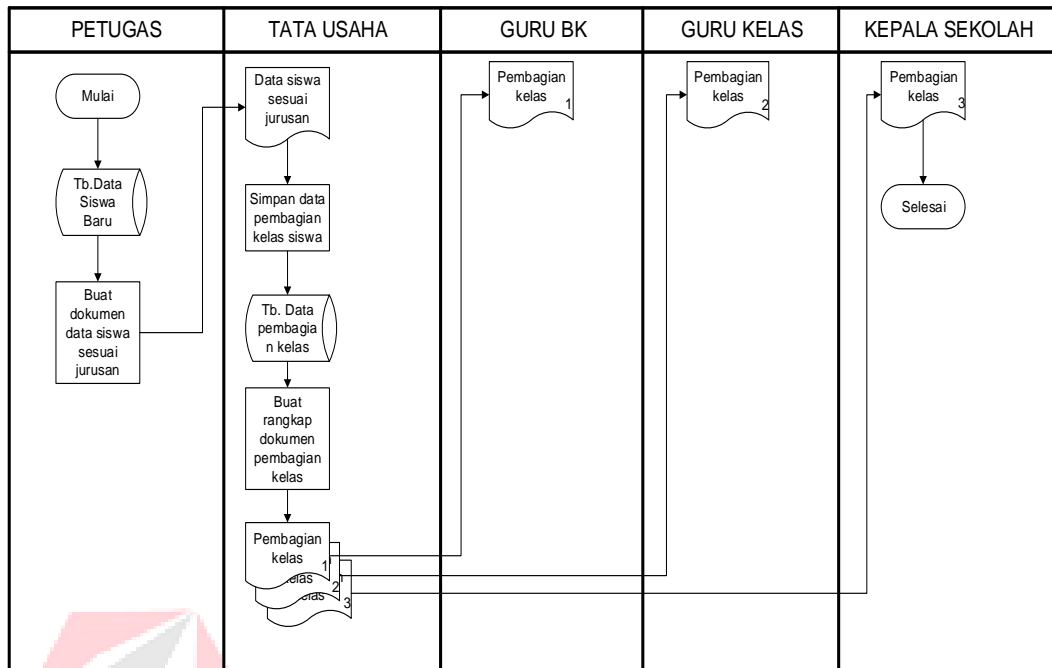 PETUGAS
TATA USAHA
GURU BK
GURU KELAS
KEPALA SEKOLAH
Mulai
Tb.Data
Siswa
Baru
Buat
dokumen
data siswa
sesuai
jurusan
Data siswa
sesuai
jurusan
Simpan data
pembagian
kelas siswa
Tb. Data
pembagia
n kelas
Buat
rangkap
dokumen
pembagian
kelas
Pembagian
kelas
1
elas
2
3
Pembagian
kelas
1
Pembagian
kelas
2
Pembagian
kelas
3
Selesai